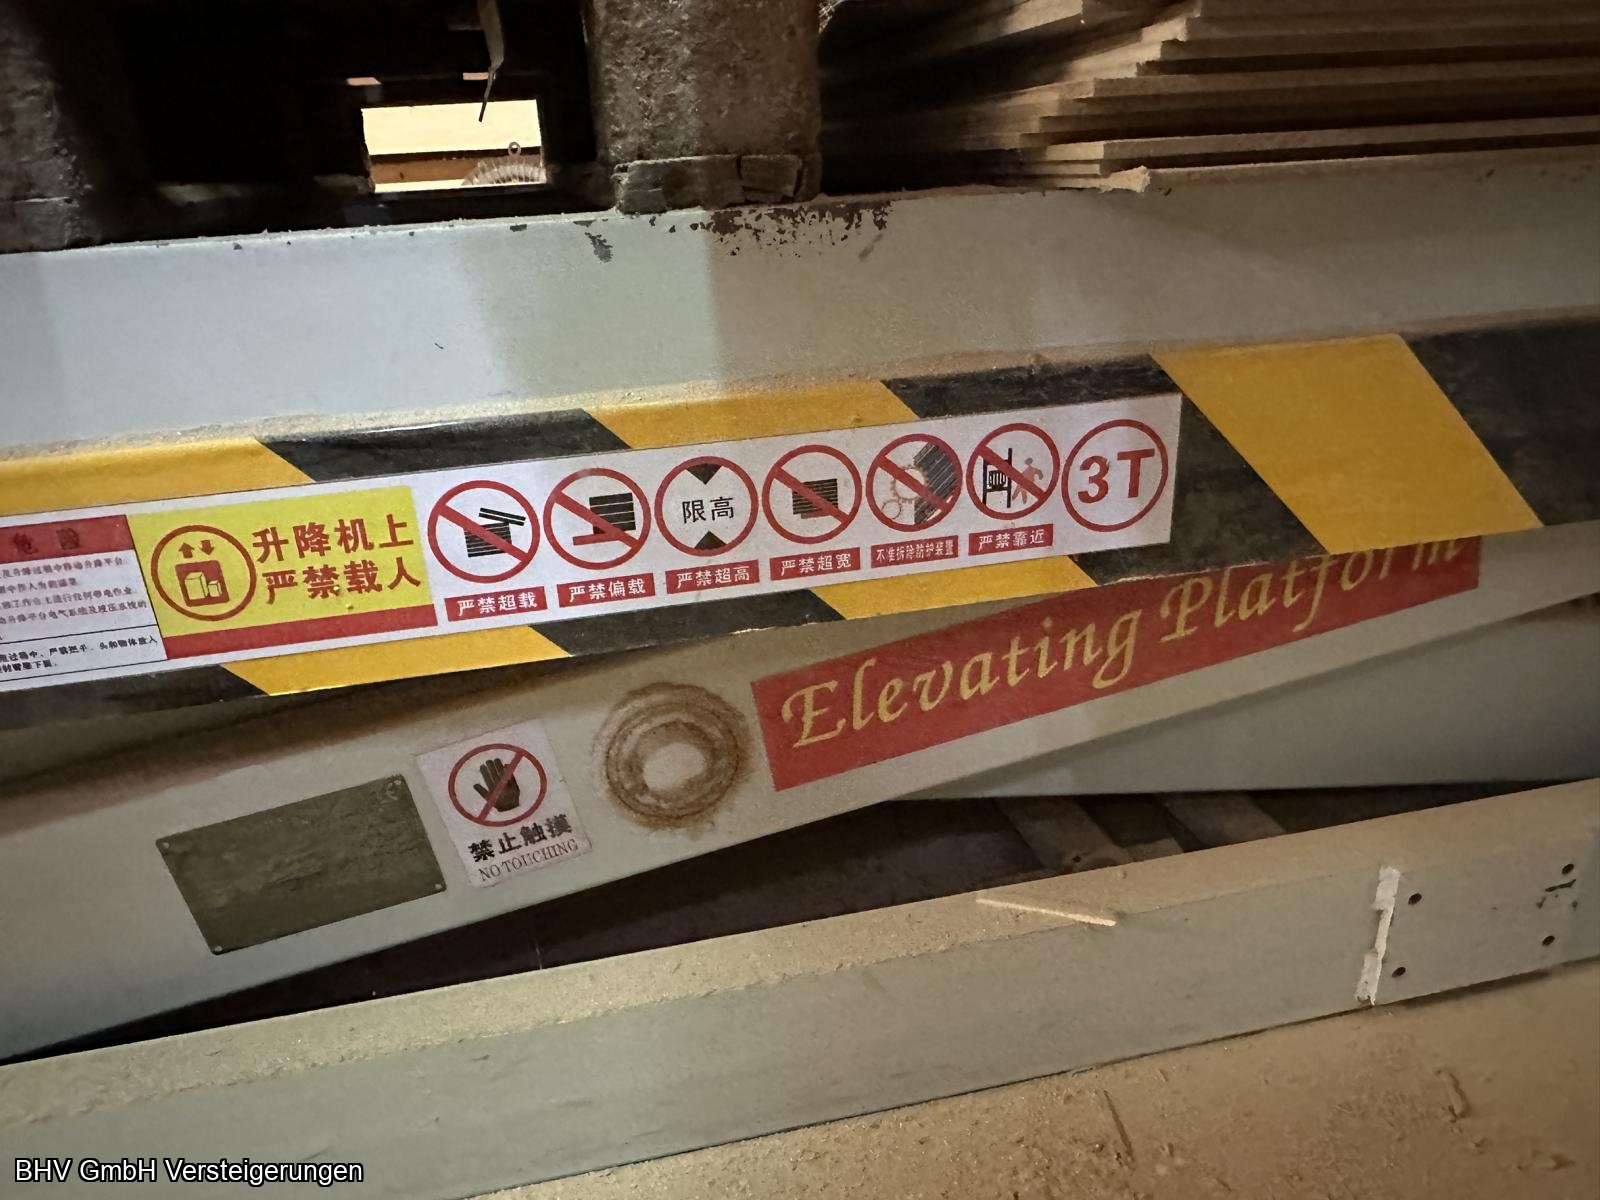 危险
升降机上
严禁载人
严禁超载
严禁偏载
限高
严禁超高
严禁超宽
不准拆除防护装置
严禁靠近
3T
Elevating Platform
禁止触摸
NO TOUCHING
BHV GmbH Versteigerungen